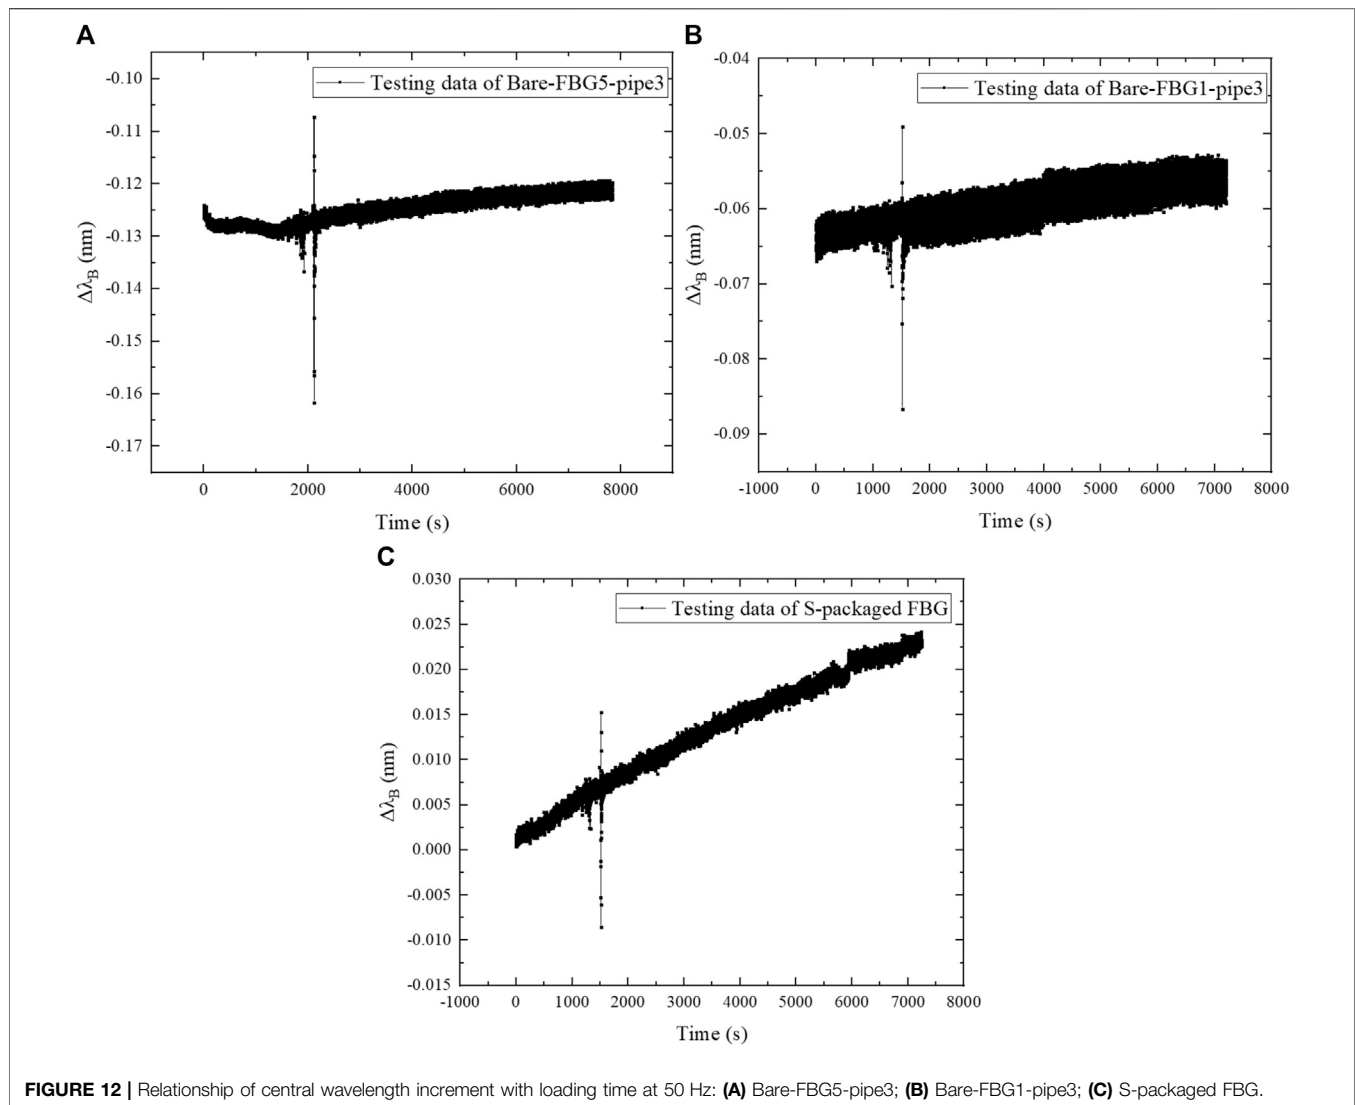 A
-0.10
-0.11
-0.12
-0.13
-0.14
-0.15
-0.16
-0.17
ΔλB (nm)
Testing data of Bare-FBG5-pipe3
0 2000 4000 6000 8000
Time (s)
B
-0.04
-0.05
-0.06
-0.07
-0.08
-0.09
ΔλB (nm)
Testing data of Bare-FBG1-pipe3
-1000 0 1000 2000 3000 4000 5000 6000 7000 8000
Time (s)
C
0.030
0.025
0.020
0.015
0.010
0.005
0.000
-0.005
-0.010
-0.015
ΔλB (nm)
Testing data of S-packaged FBG
-1000 0 1000 2000 3000 4000 5000 6000 7000 8000
Time (s)
FIGURE 12 | Relationship of central wavelength increment with loading time at 50 Hz: (A) Bare-FBG5-pipe3; (B) Bare-FBG1-pipe3; (C) S-packaged FBG.